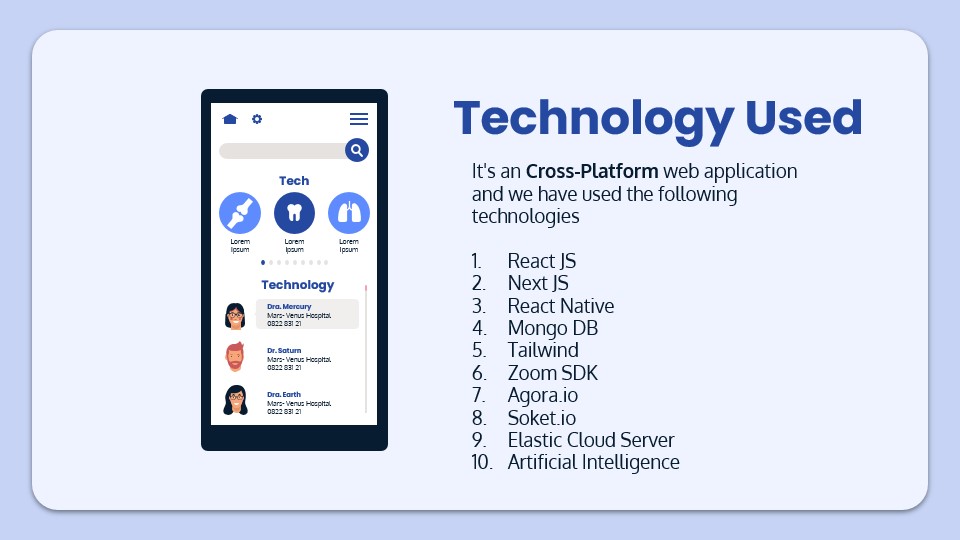 Technology Used
It's an Cross-Platform web application
and we have used the following
technologies
1. React JS
2. Next JS
3. React Native
4. Mongo DB
5. Tailwind
6. Zoom SDK
7. Agora.io
8. Soket.io
9. Elastic Cloud Server
10. Artificial Intelligence
Tech
Lorem Ipsum
Lorem Ipsum
Lorem Ipsum
Technology
Dra. Mercury
Mars- Venus Hospital
0822 831 21
Dr. Saturn
Mars- Venus Hospital
0822 831 21
Dra. Earth
Mars- Venus Hospital
0822 831 21